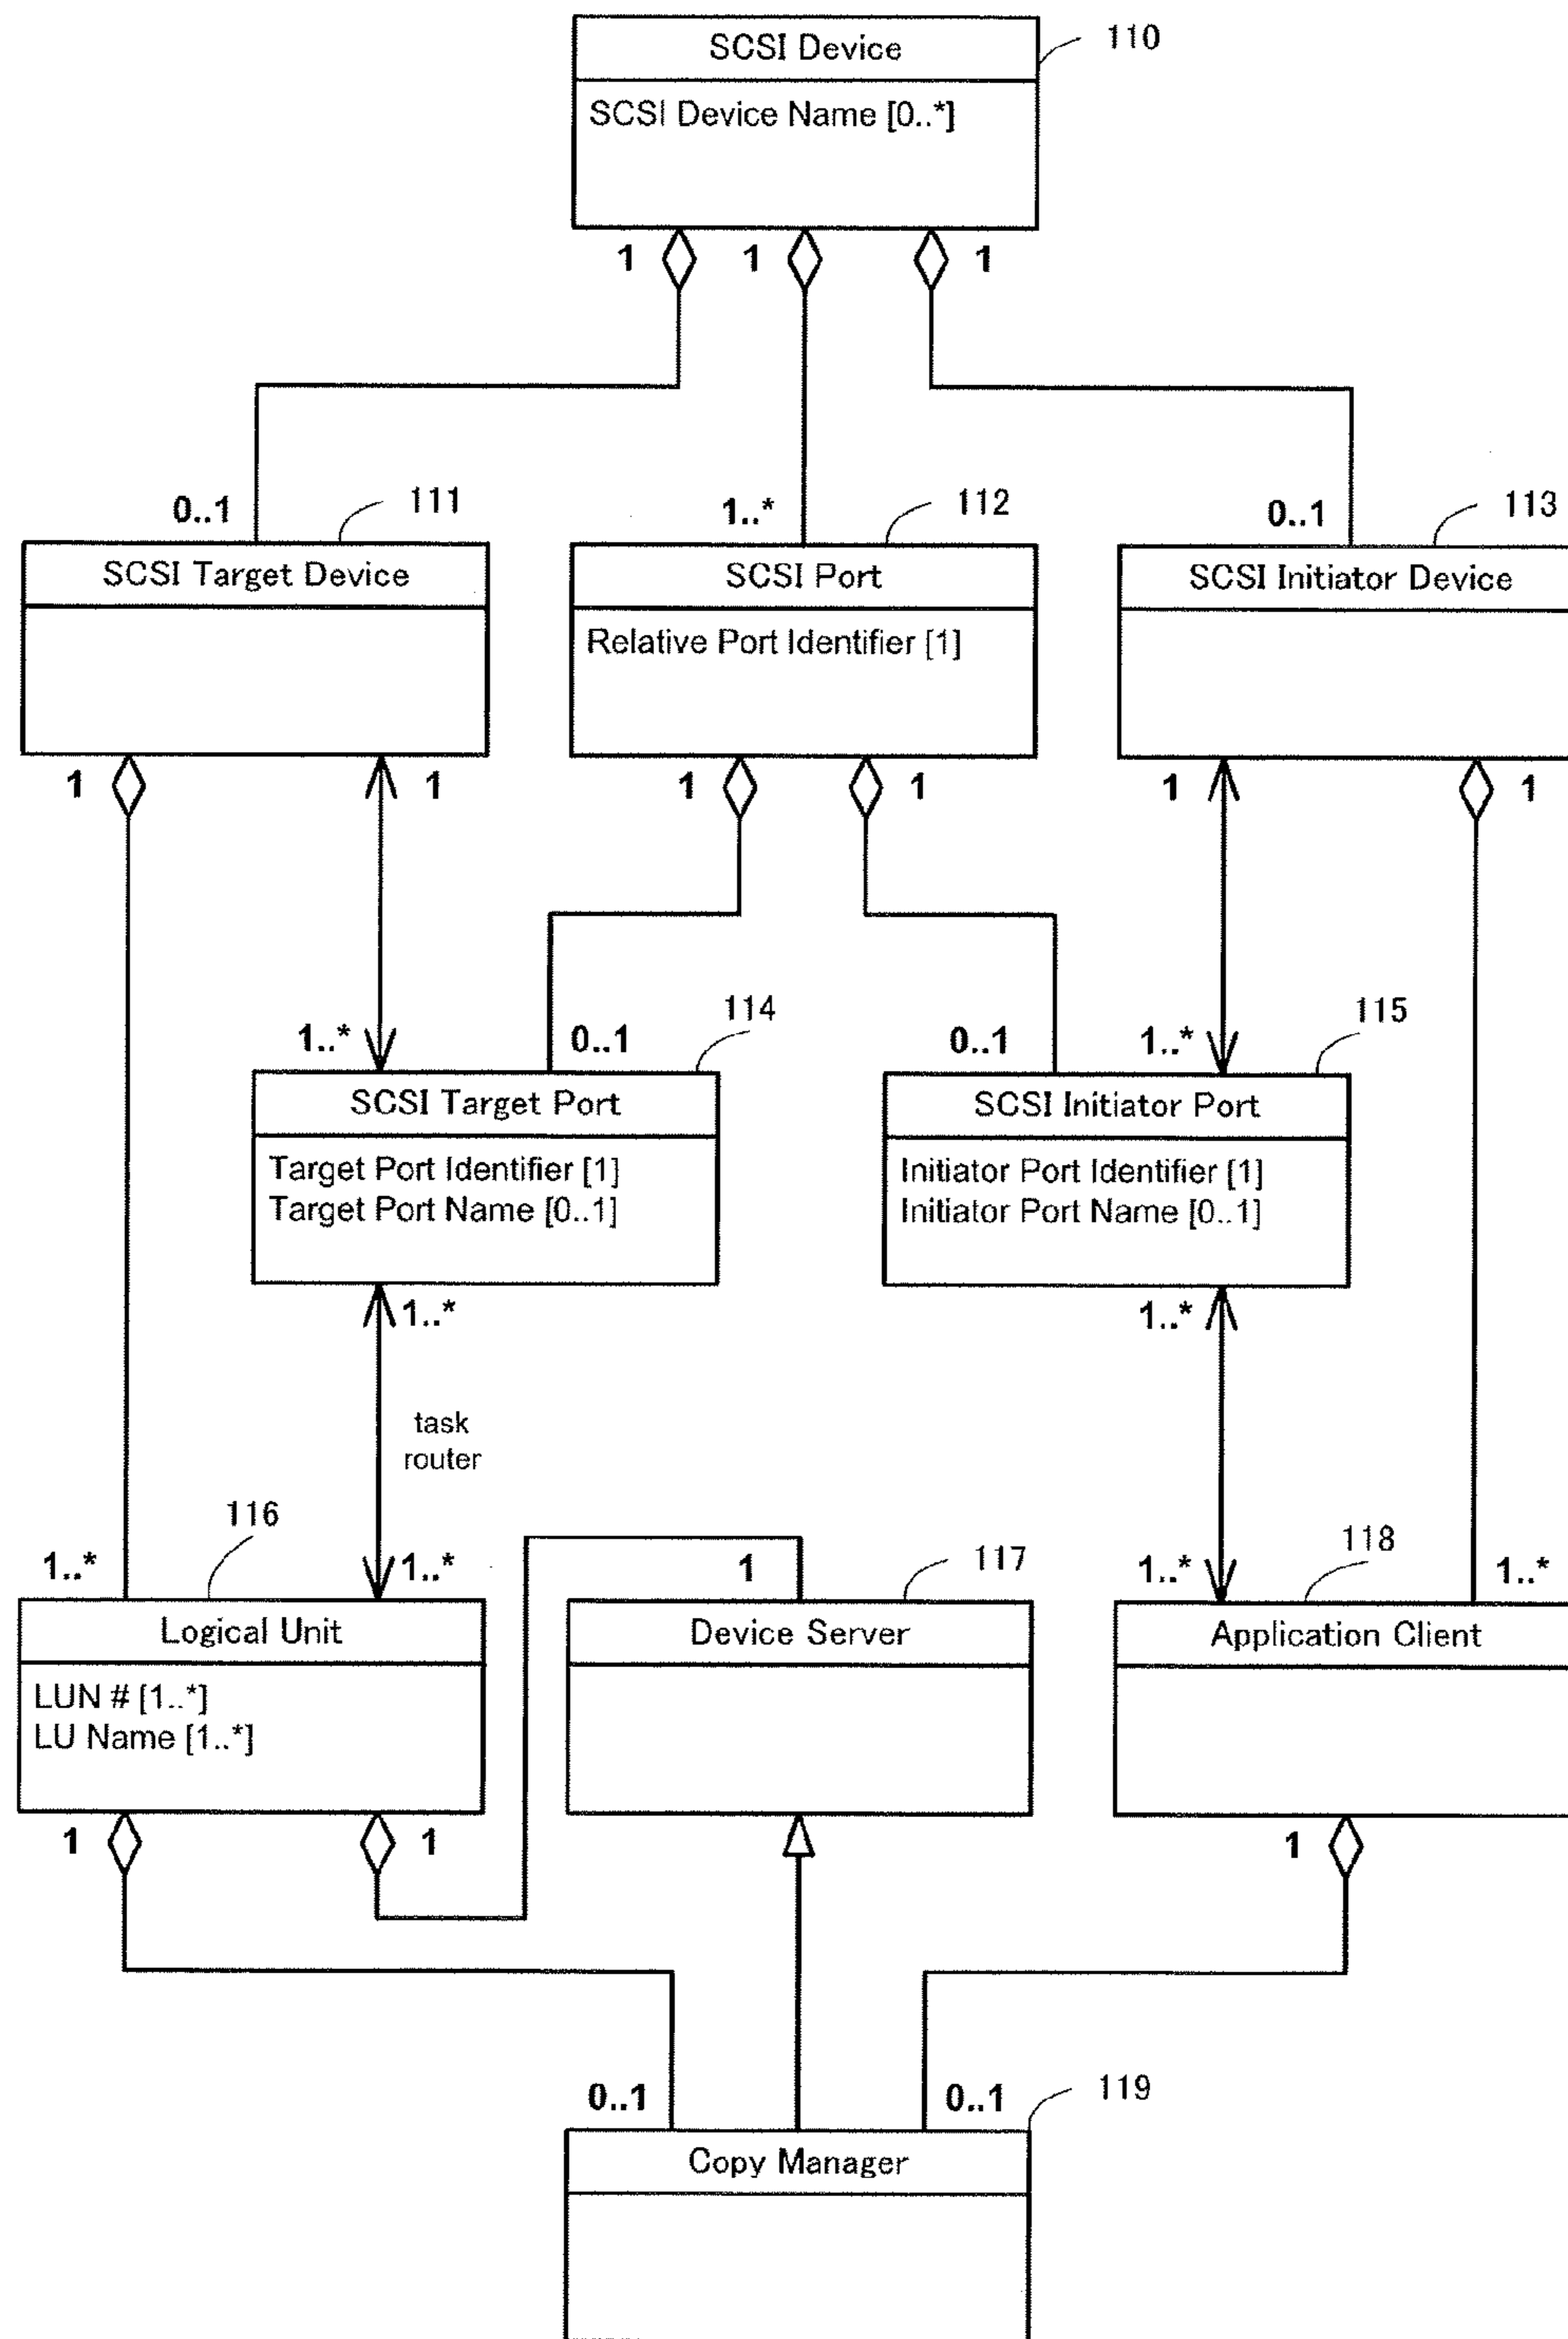 SCSI Device
110
SCSI Device Name [0..*]
1
1
1
0..1
111
1..*
112
0..1
113
SCSI Target Device
SCSI Port
SCSI Initiator Device
Relative Port Identifier [1]
1
1
1
1
1
1
1..*
0..1
114
0..1
1..*
115
SCSI Target Port
SCSI Initiator Port
Target Port Identifier [1]
Target Port Name [0..1]
Initiator Port Identifier [1]
Initiator Port Name [0..1]
1..*
1..*
task
router
1..*
116
1..*
1
117
1..*
118
1..*
Logical Unit
Device Server
Application Client
LUN # [1..*]
LU Name [1..*]
1
1
1
0..1
0..1
119
Copy Manager